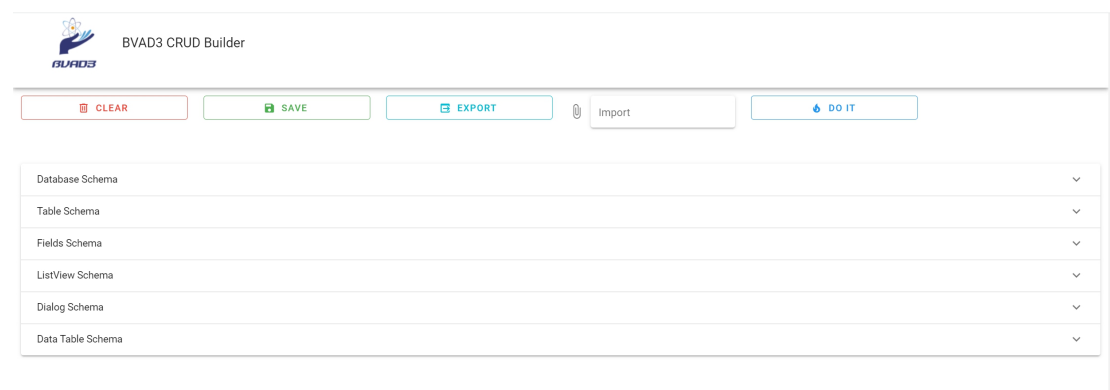 BVAD3
BVAD3 CRUD Builder
CLEAR
SAVE
EXPORT
Import
DO IT
Database Schema
Table Schema
Fields Schema
ListView Schema
Dialog Schema
Data Table Schema